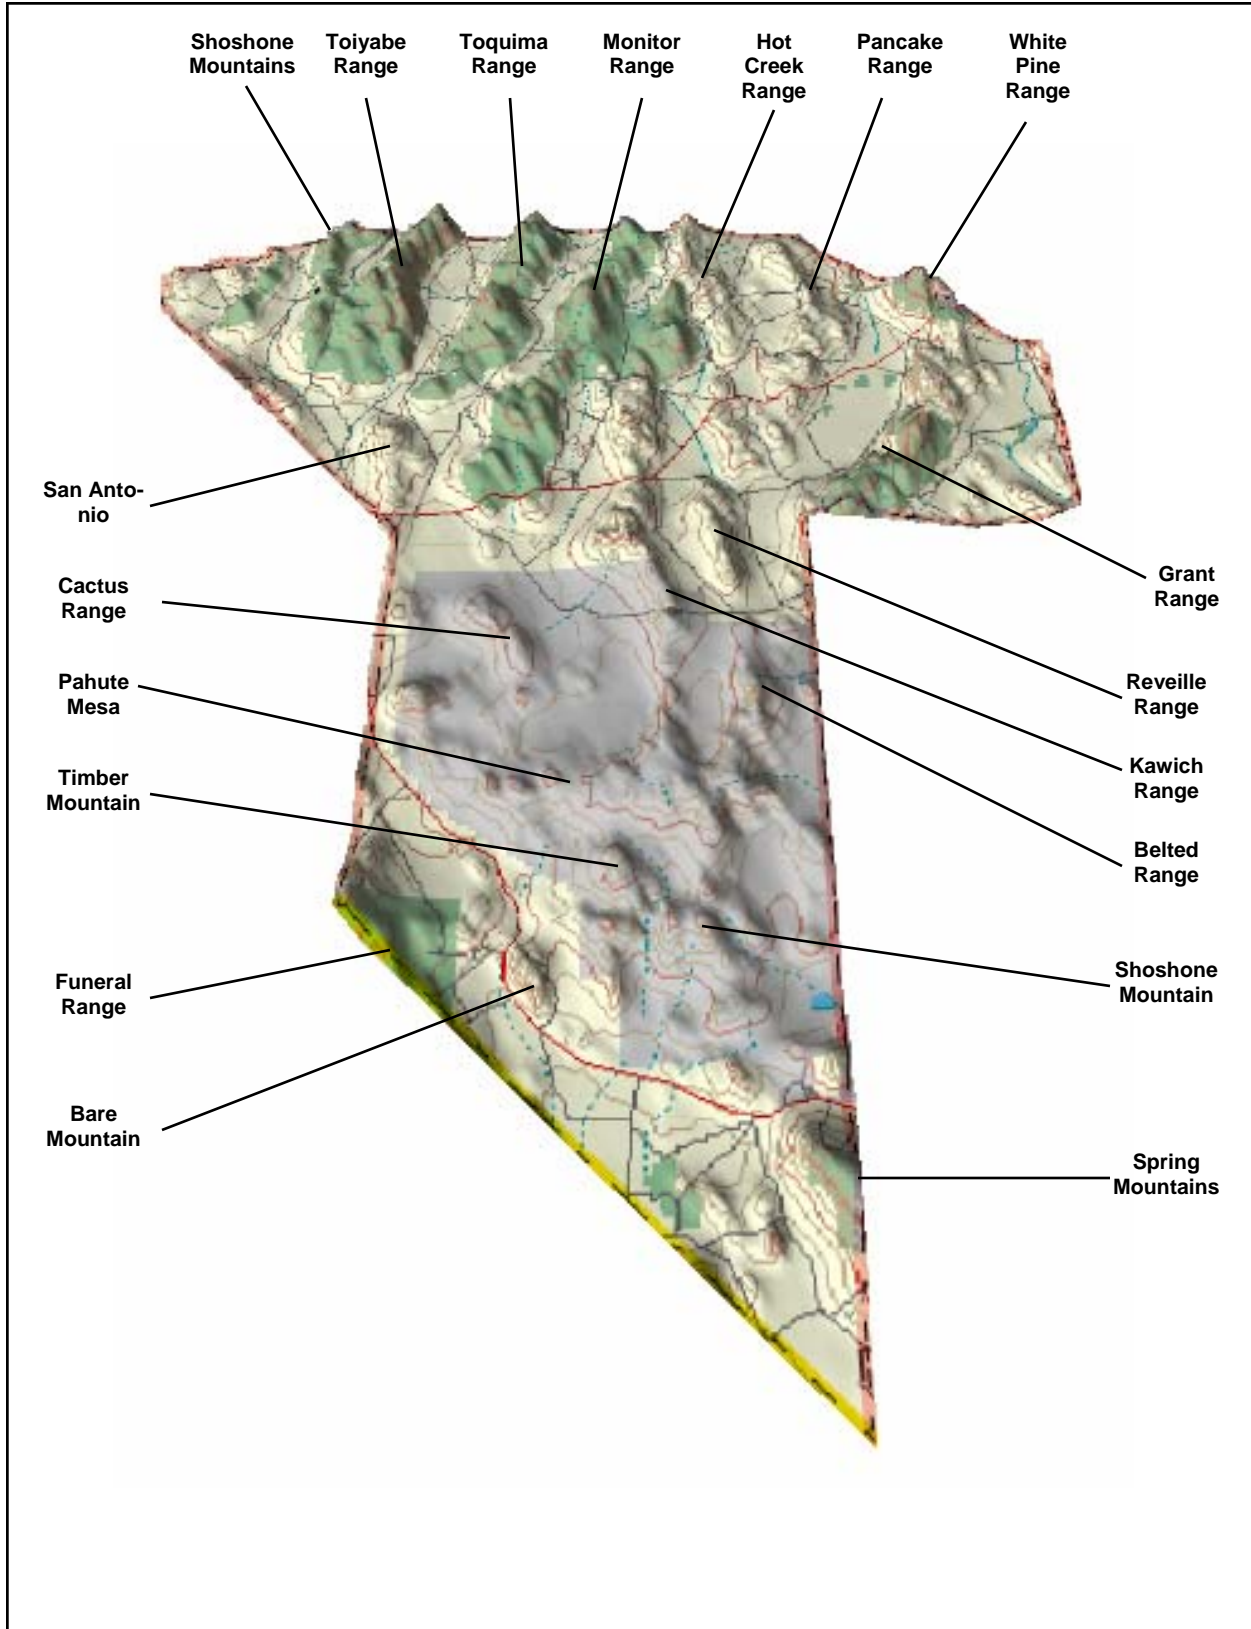 Shoshone
Mountains
Toiyabe
Range
Toquima
Range
Monitor
Range
Hot
Creek
Range
Pancake
Range
White
Pine
Range
San Anto-
nio
Cactus
Range
Pahute
Mesa
Timber
Mountain
Funeral
Range
Bare
Mountain
Grant
Range
Reveille
Range
Kawich
Range
Belted
Range
Shoshone
Mountain
Spring
Mountains